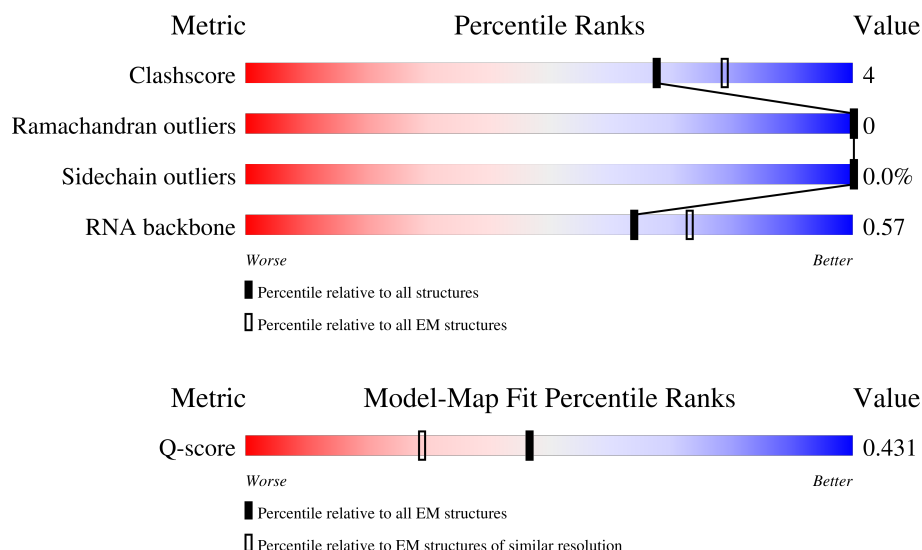 Metric Percentile Ranks Value
Clashscore 4
Ramachandran outliers 0
Sidechain outliers 0.0%
RNA backbone 0.57
Worse Better
Percentile relative to all structures
Percentile relative to all EM structures
Metric Model-Map Fit Percentile Ranks Value
Q-score 0.431
Worse Better
Percentile relative to all EM structures
Percentile relative to EM structures of similar resolution